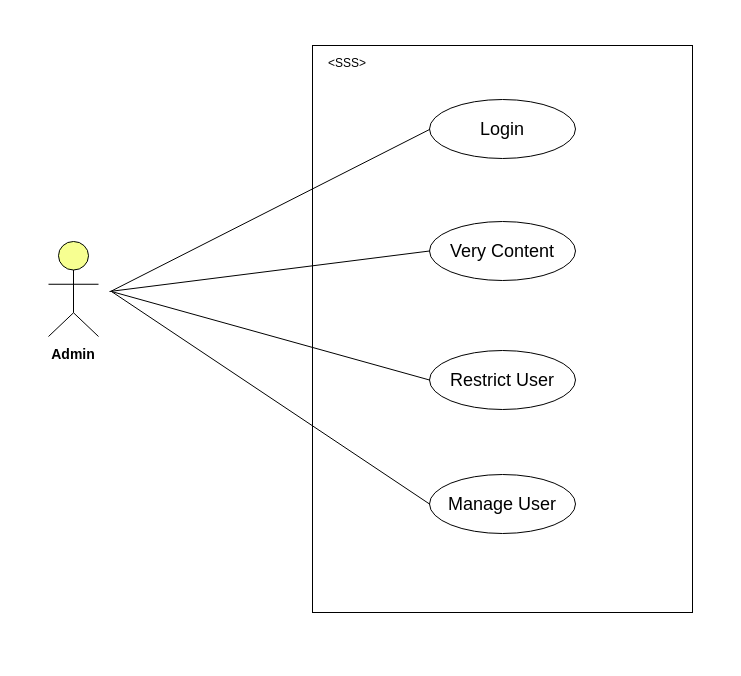 <SSS>
Login
Very Content
Restrict User
Admin
Manage User